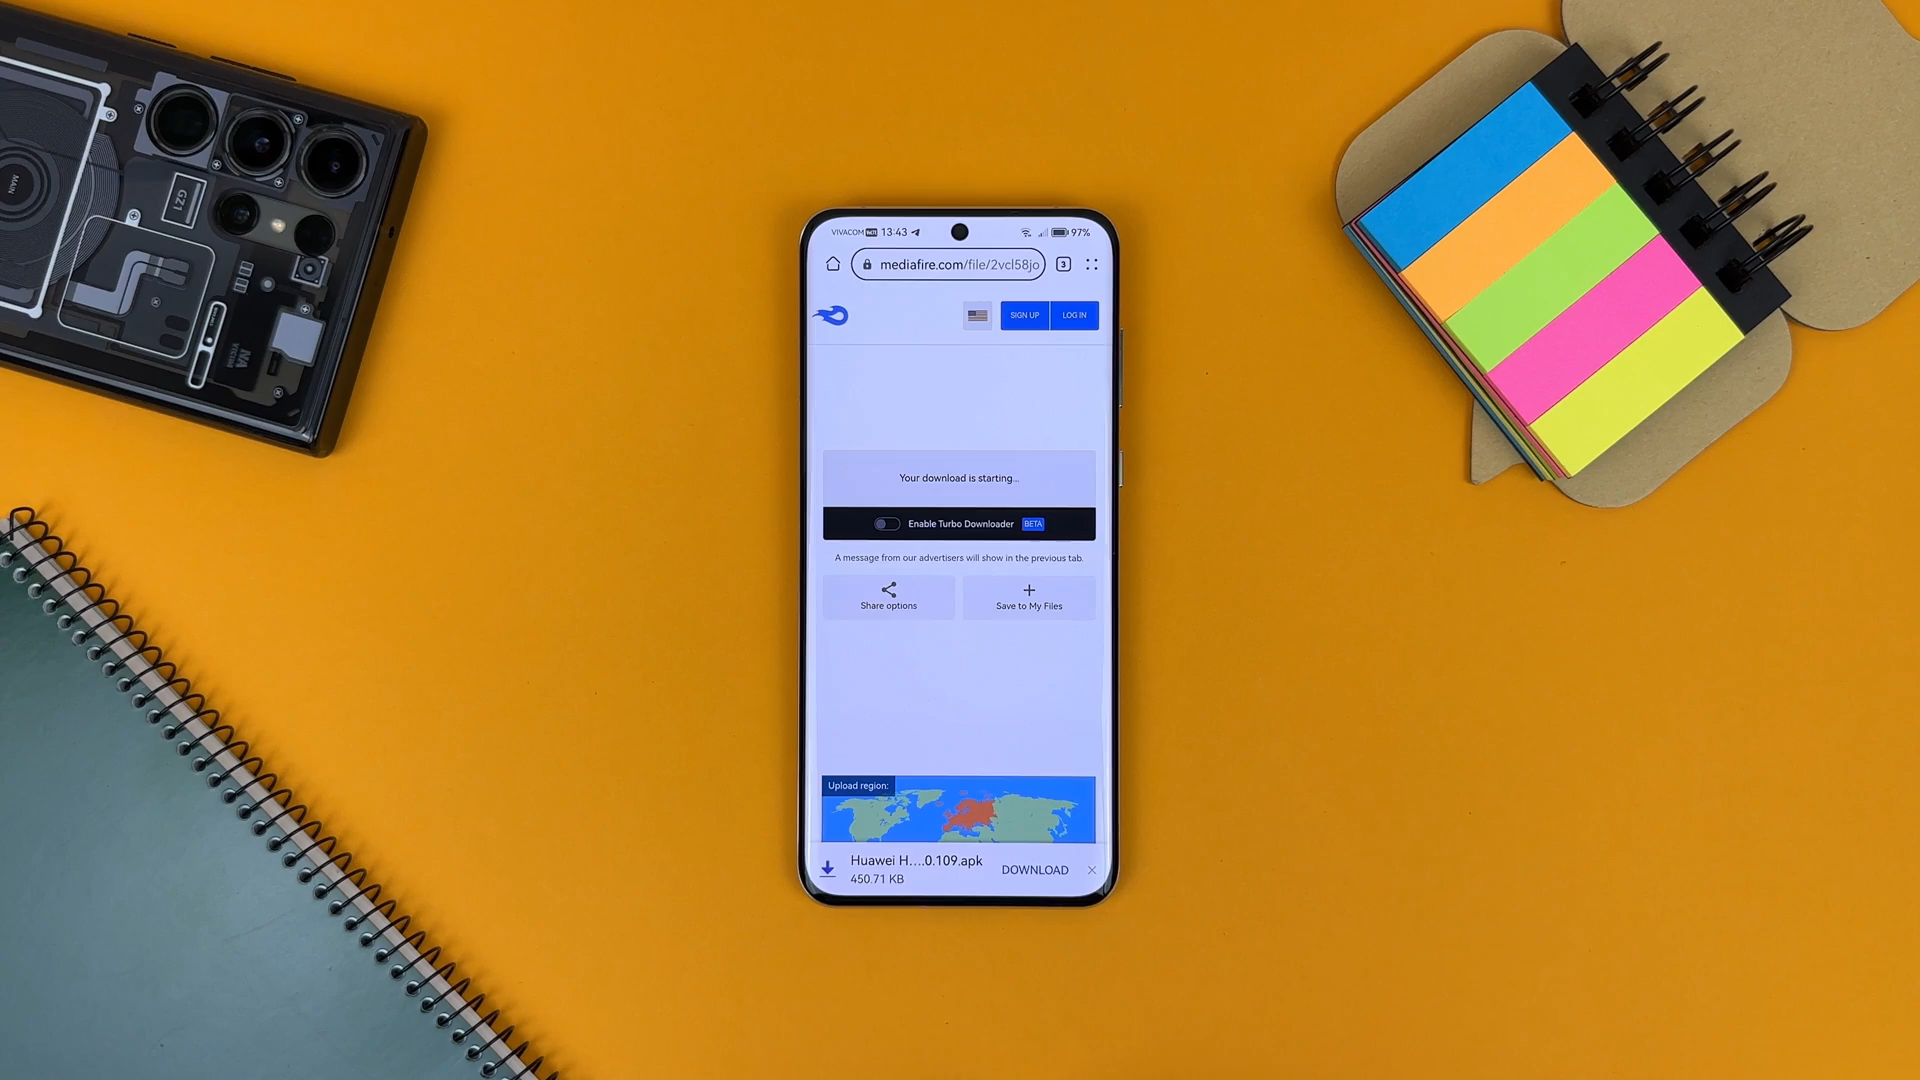 VIVACOM 13:43 97%
mediafire.com/file/2vcl58jo 3
SIGN UP LOG IN
Your download is starting...
Enable Turbo Downloader BETA
A message from our advertisers will show in the previous tab.
Share options Save to My Files
Upload region:
Huawei H....0.109.apk DOWNLOAD
450.71 KB
MAIN
GZ1